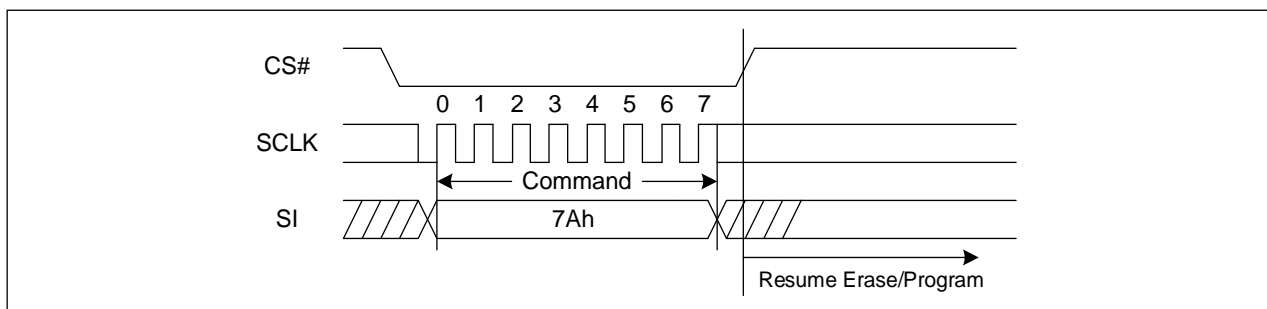 CS#
0 1 2 3 4 5 6 7
SCLK
Command
SI
7Ah
Resume Erase/Program